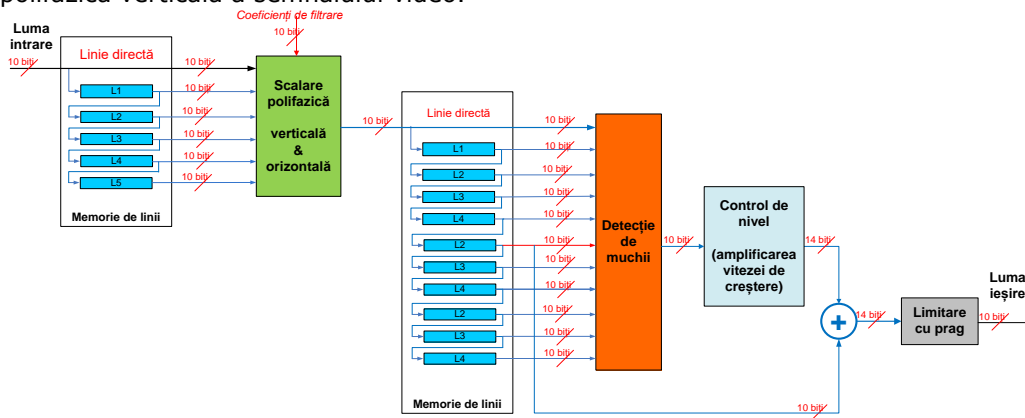 polifazică verticală a semnalului video.
Coeficienți de filtrare
10 biți
Luma
intrare
10 biți
Linie directă
10 biți
L1
10 biți
L2
10 biți
L3
10 biți
L4
10 biți
L5
10 biți
Memorie de linii
Scalare
polifazică
verticală
&
orizontală
10 biți
Linie directă
10 biți
L1
10 biți
L2
10 biți
L3
10 biți
L4
10 biți
L2
10 biți
L3
10 biți
L4
10 biți
L2
10 biți
L3
10 biți
L4
10 biți
Memorie de linii
Detecție
de
muchii
10 biți
Control de
nivel
(amplificarea
vitezei de
creștere)
14 biți
+
10 biți
14 biți
Limitare
cu prag
10 biți
Luma
ieșire